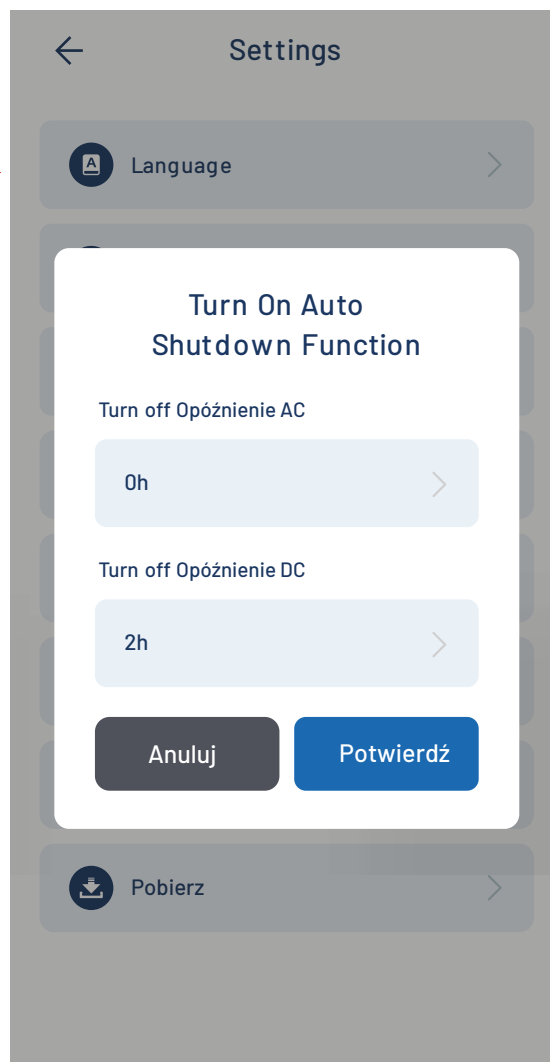 Settings
A
Language
Turn On Auto
Shutdown Function
Turn off Opóźnienie AC
0h
Turn off Opóźnienie DC
2h
Anuluj
Potwierdź
Pobierz